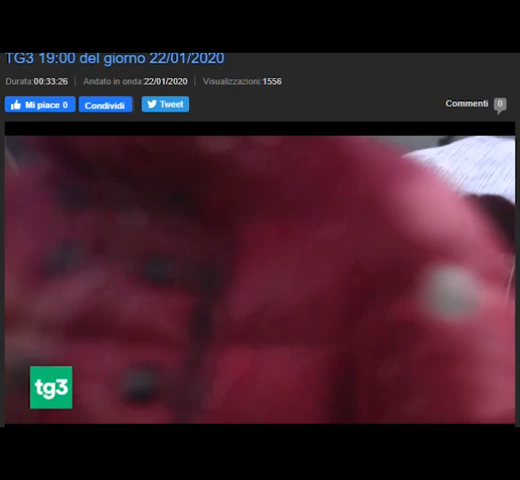 TG3 19:00 del giorno 22/01/2020
Durata:00:33:26 | Andato in onda:22/01/2020 | Visualizzazioni:1556
Mi piace 0 Condividi Tweet Commenti 0
tg3